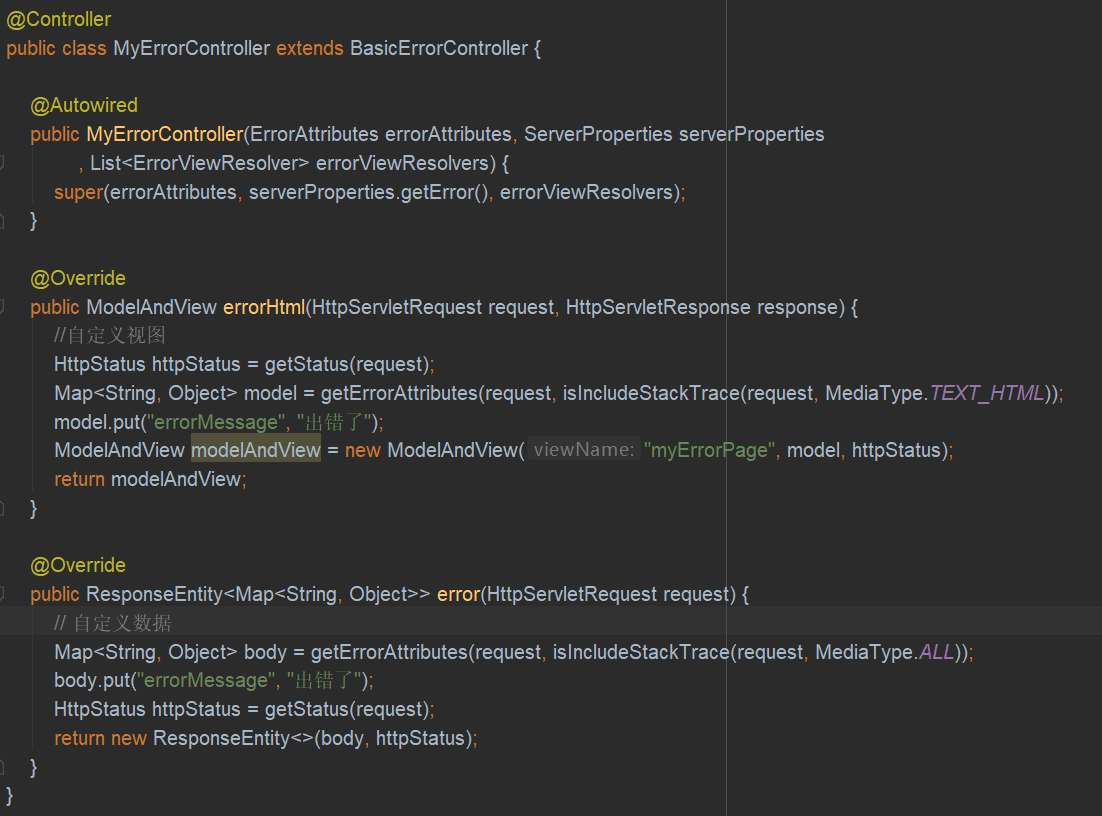 @Controller
public class MyErrorController extends BasicErrorController {
@Autowired
public MyErrorController(ErrorAttributes errorAttributes, ServerProperties serverProperties
, List<ErrorViewResolver> errorViewResolvers) {
super(errorAttributes, serverProperties.getError(), errorViewResolvers);
}
@Override
public ModelAndView errorHtml(HttpServletRequest request, HttpServletResponse response) {
//自定义视图
HttpStatus httpStatus = getStatus(request);
Map<String, Object> model = getErrorAttributes(request, isIncludeStackTrace(request, MediaType.TEXT_HTML));
model.put("errorMessage", "出错了");
ModelAndView modelAndView = new ModelAndView( viewName: "myErrorPage", model, httpStatus);
return modelAndView;
}
@Override
public ResponseEntity<Map<String, Object>> error(HttpServletRequest request) {
// 自定义数据
Map<String, Object> body = getErrorAttributes(request, isIncludeStackTrace(request, MediaType.ALL));
body.put("errorMessage", "出错了");
HttpStatus httpStatus = getStatus(request);
return new ResponseEntity<>(body, httpStatus);
}
}